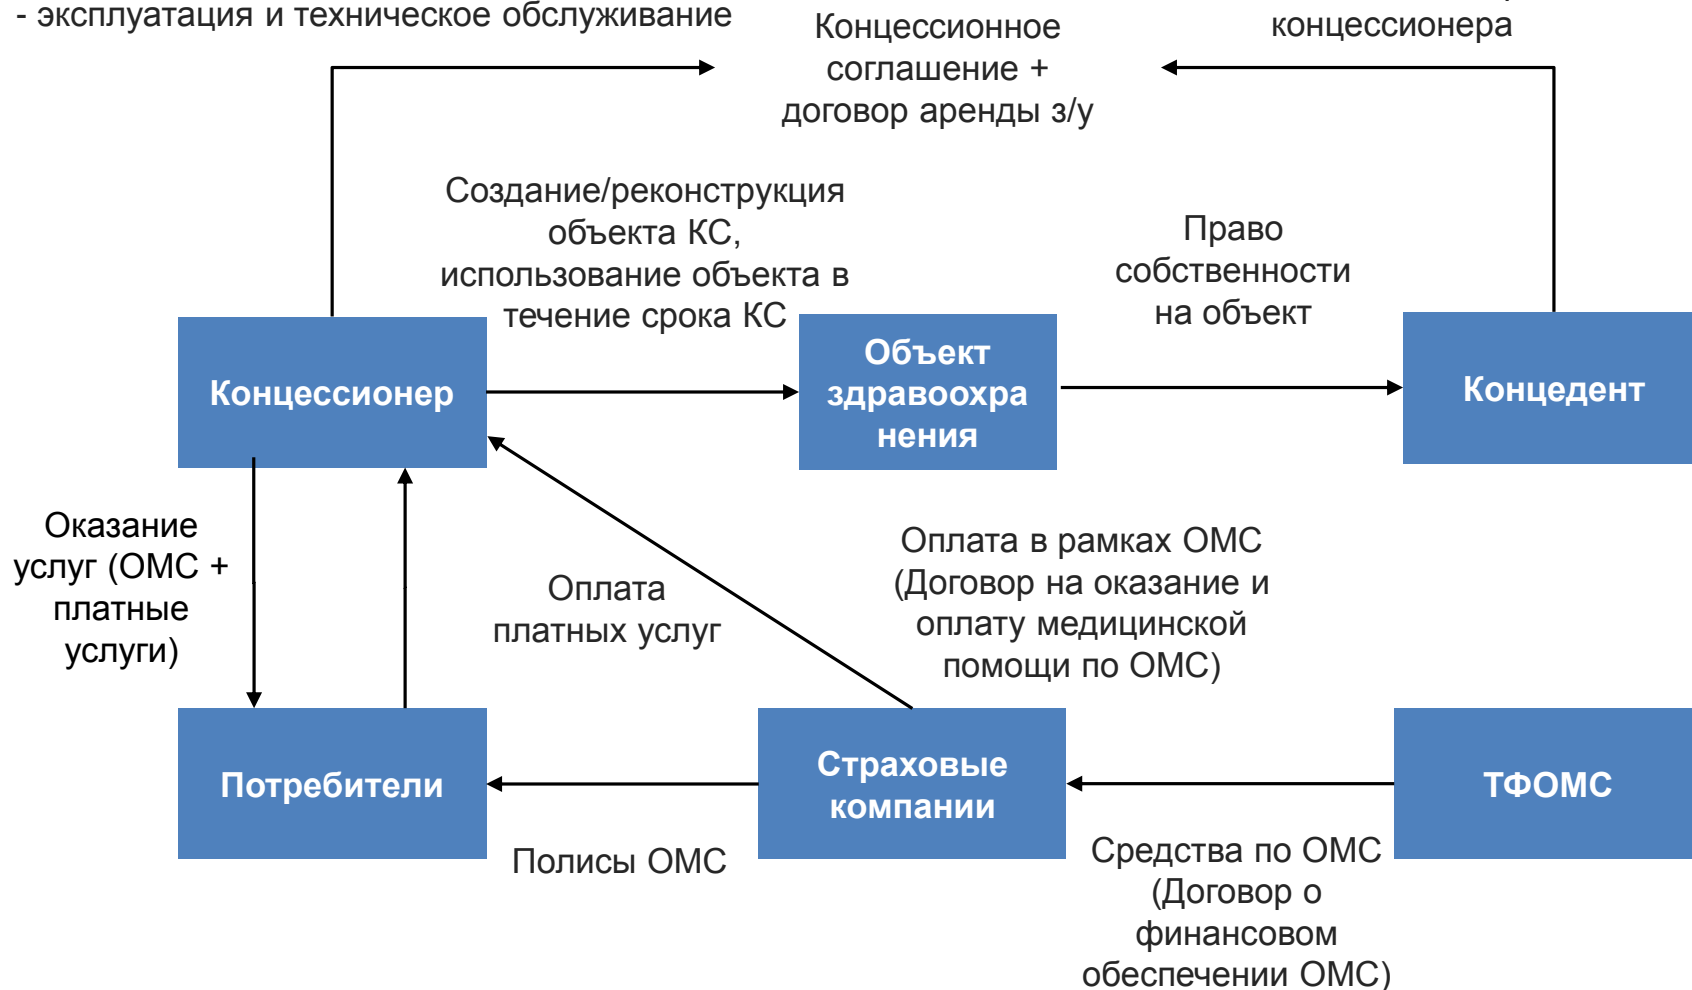 - эксплуатация и техническое обслуживание
концессионера
Концессионное
соглашение +
договор аренды з/у
Создание/реконструкция
объекта КС,
использование объекта в
течение срока КС
Право
собственности
на объект
Концессионер
Объект
здравоохра
нения
Концедент
Оказание
услуг (ОМС +
платные
услуги)
Оплата
платных услуг
Оплата в рамках ОМС
(Договор на оказание и
оплату медицинской
помощи по ОМС)
Потребители
Страховые
компании
ТФОМС
Полисы ОМС
Средства по ОМС
(Договор о
финансовом
обеспечении ОМС)